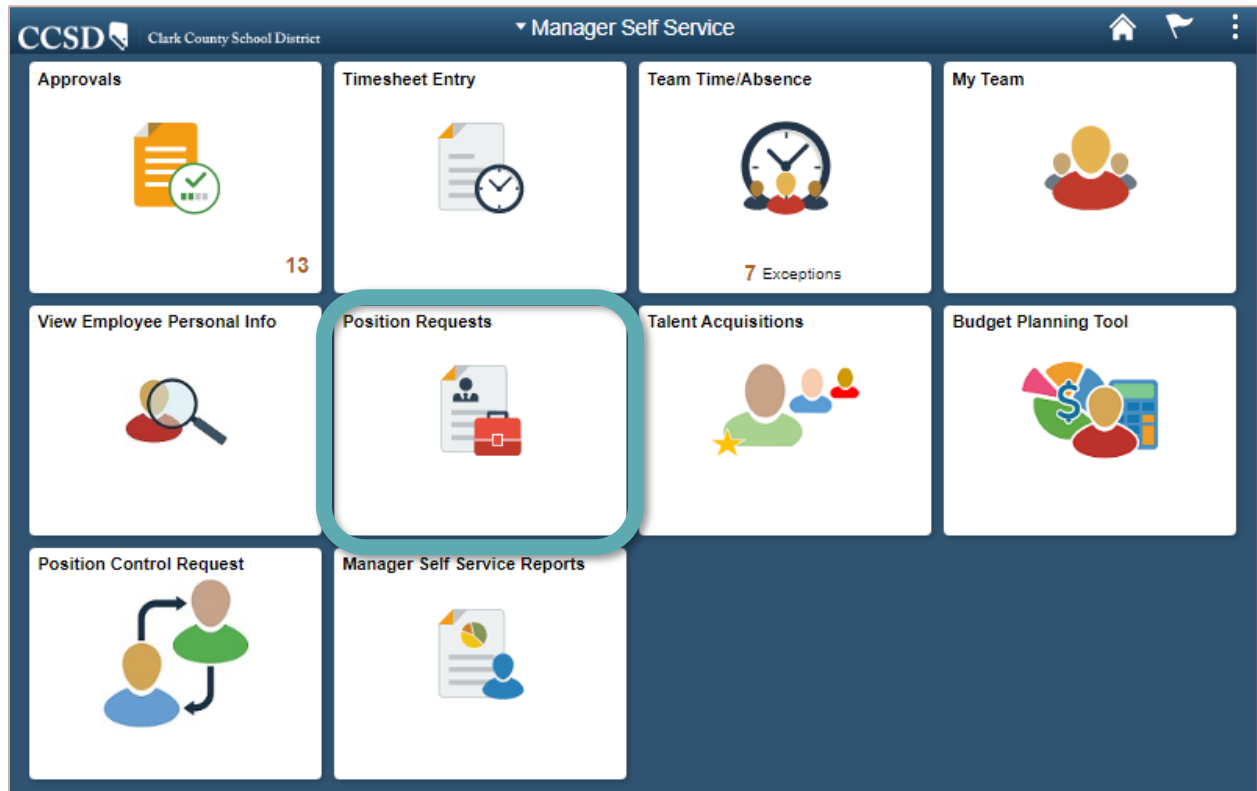 CCSD Clark County School District
Manager Self Service
Approvals
13
Timesheet Entry
Team Time/Absence
7 Exceptions
My Team
View Employee Personal Info
Position Requests
Talent Acquisitions
Budget Planning Tool
$
Position Control Request
Manager Self Service Reports